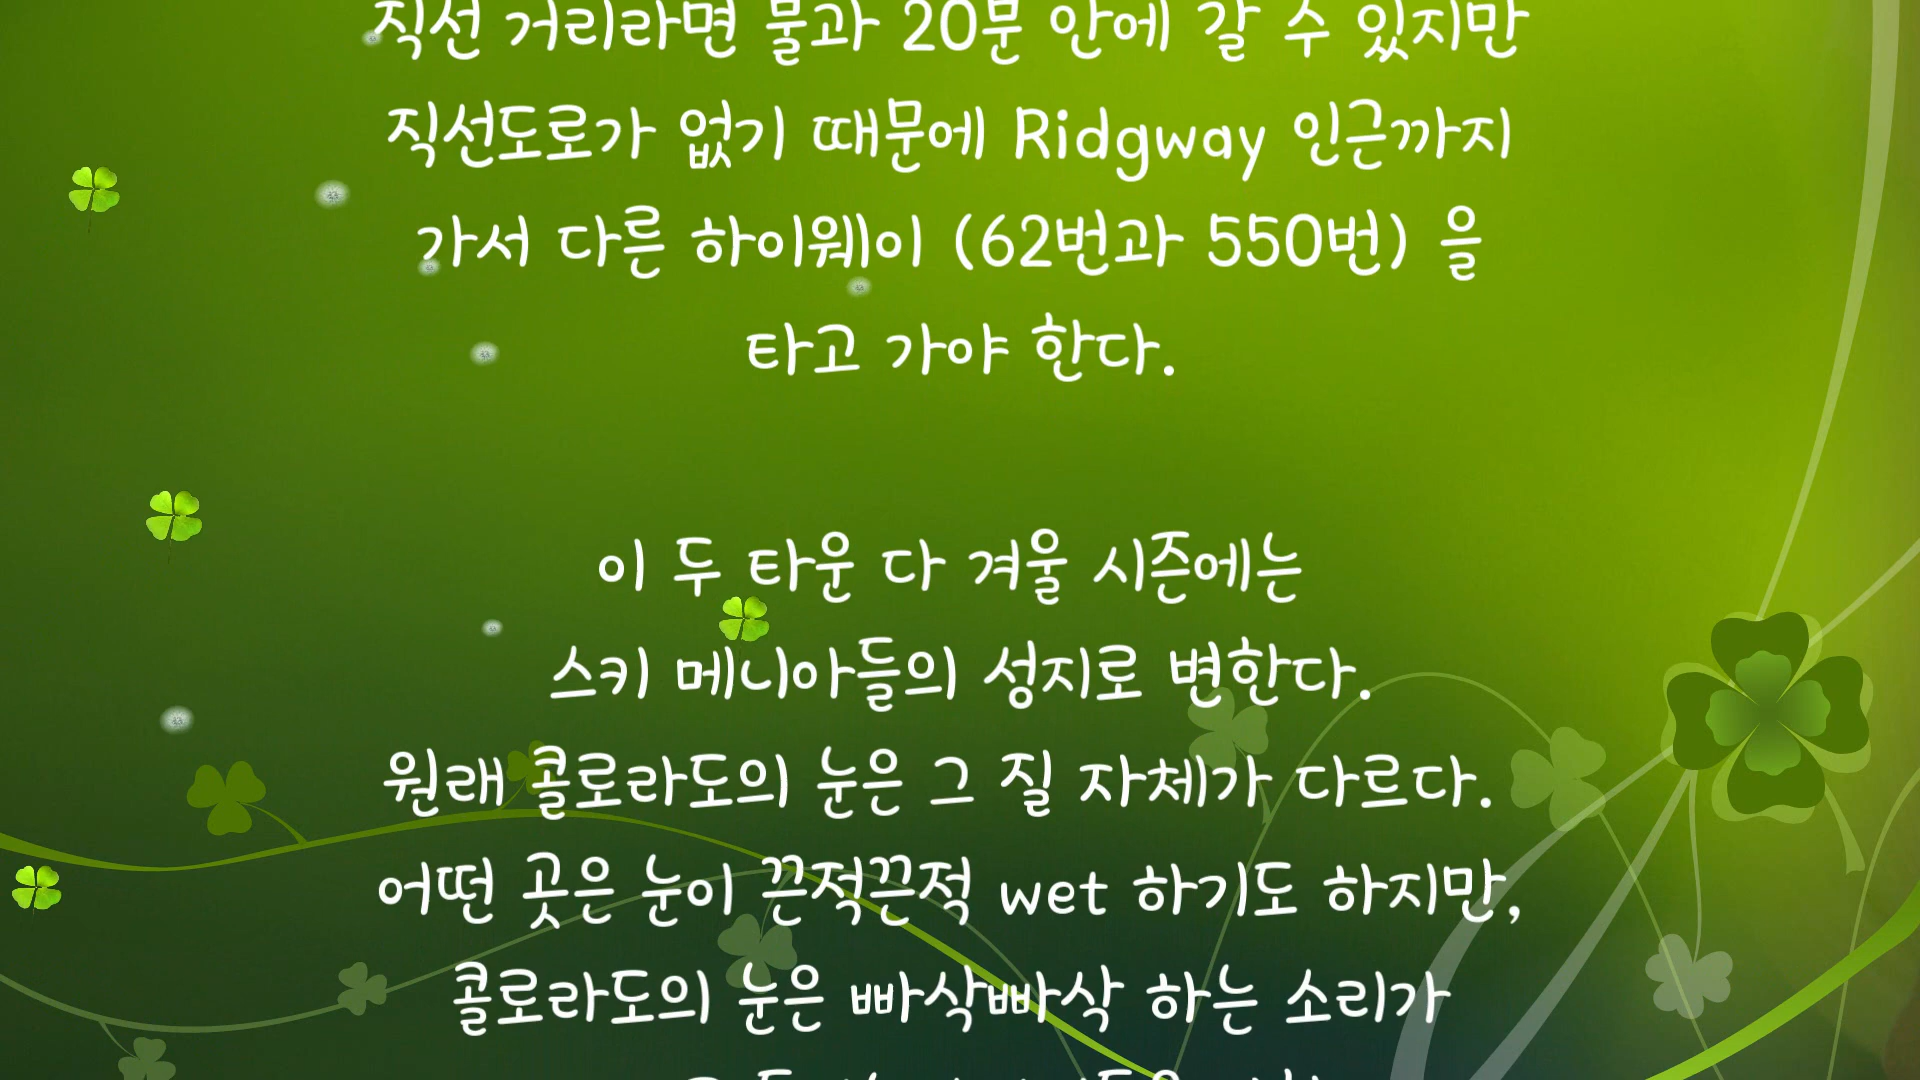 직선 거리라면 불과 20분 안에 갈 수 있지만
직선도로가 없기 때문에 Ridgway 인근까지
가서 다른 하이웨이 (62번과 550번) 을
타고 가야 한다.
이 두 타운 다 겨울 시즌에는
스키 메니아들의 성지로 변한다.
원래 콜로라도의 눈은 그 질 자체가 다르다.
어떤 곳은 눈이 끈적끈적 wet 하기도 하지만,
콜로라도의 눈은 빠삭빠삭 하는 소리가